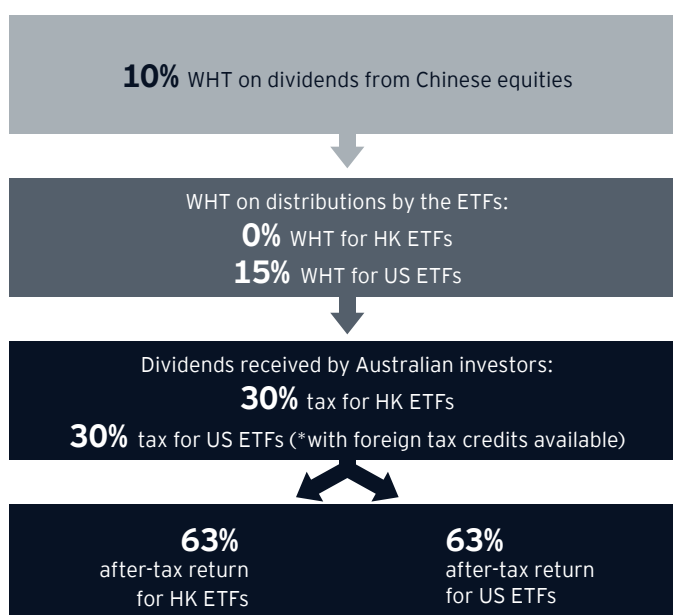 10% WHT on dividends from Chinese equities
WHT on distributions by the ETFs:
0% WHT for HK ETFs
15% WHT for US ETFs
Dividends received by Australian investors:
30% tax for HK ETFs
30% tax for US ETFs (*with foreign tax credits available)
63%
after-tax return
for HK ETFs
63%
after-tax return
for US ETFs